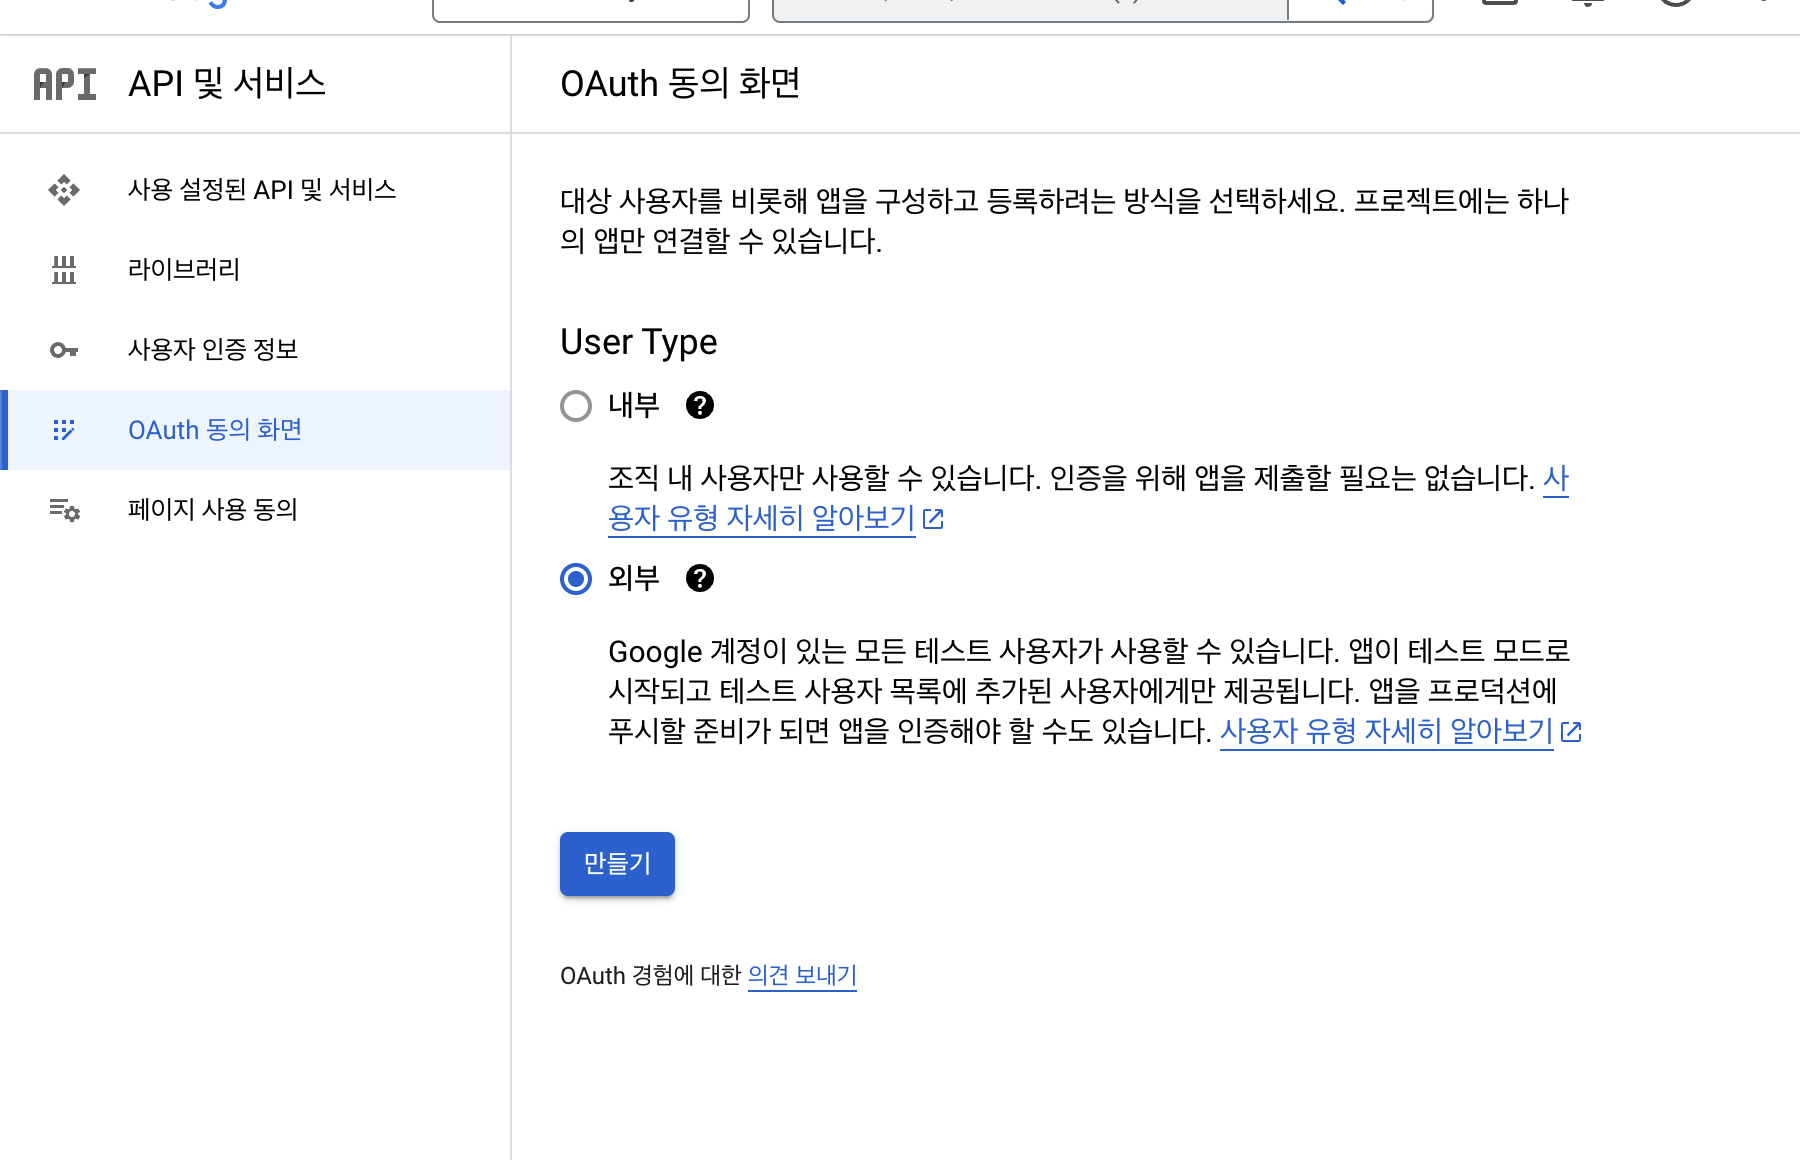 API
API 및 서비스
OAuth 동의 화면
사용 설정된 API 및 서비스
라이브러리
사용자 인증 정보
OAuth 동의 화면
페이지 사용 동의
대상 사용자를 비롯해 앱을 구성하고 등록하려는 방식을 선택하세요. 프로젝트에는 하나
의 앱만 연결할 수 있습니다.
User Type
내부
조직 내 사용자만 사용할 수 있습니다. 인증을 위해 앱을 제출할 필요는 없습니다. 사
용자 유형 자세히 알아보기
외부
Google 계정이 있는 모든 테스트 사용자가 사용할 수 있습니다. 앱이 테스트 모드로
시작되고 테스트 사용자 목록에 추가된 사용자에게만 제공됩니다. 앱을 프로덕션에
푸시할 준비가 되면 앱을 인증해야 할 수도 있습니다. 사용자 유형 자세히 알아보기
만들기
OAuth 경험에 대한 의견 보내기